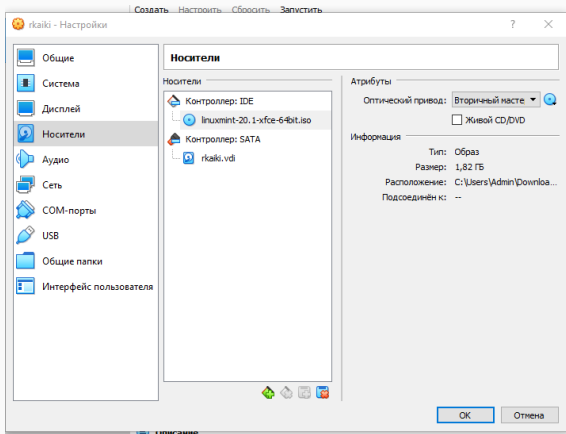 Создать Настроить Сбросить Запустить
rkaiki - Настройки
Общие
Система
Дисплей
Носители
Аудио
Сеть
COM-порты
USB
Общие папки
Интерфейс пользователя
Носители
Носители
Контроллер: IDE
linuxmint-20.1-xfce-64bit.iso
Контроллер: SATA
rkaiki.vdi
Атрибуты
Оптический привод: Вторичный масте
Живой CD/DVD
Информация
Тип: Образ
Размер: 1,82 ГБ
Расположение: C:\Users\Admin\Downloa...
Подсоединён к: --
OK Отмена
Описание